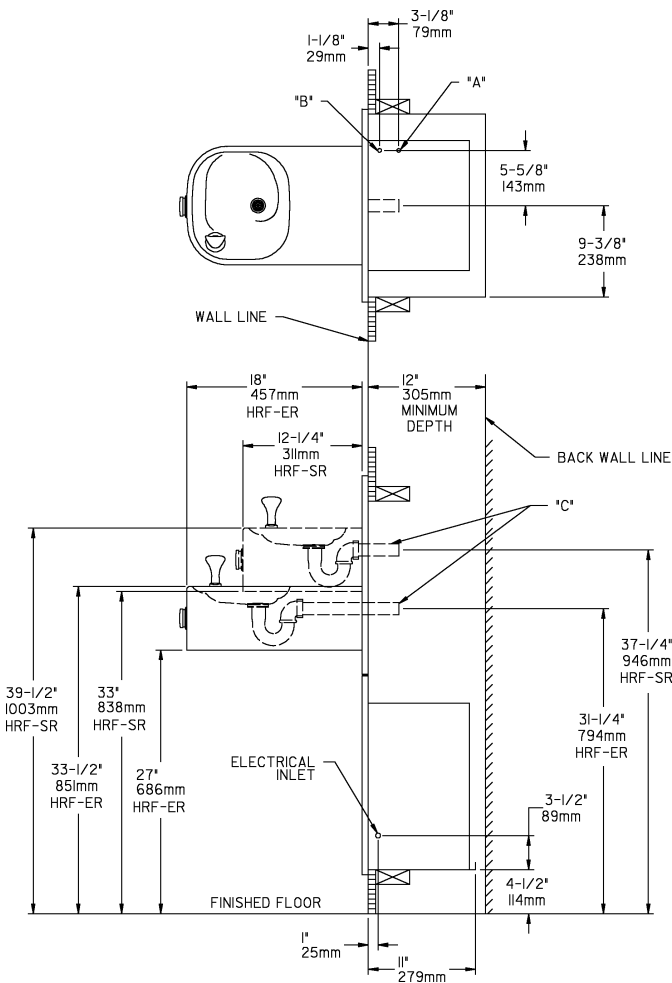 3-1/8"
79mm
1-1/8"
29mm
"B"
"A"
5-5/8"
143mm
9-3/8"
238mm
WALL LINE
18"
457mm
HRF-ER
12"
305mm
MINIMUM
DEPTH
12-1/4"
311mm
HRF-SR
BACK WALL LINE
"C"
39-1/2"
1003mm
HRF-SR
33"
838mm
HRF-SR
33-1/2"
851mm
HRF-ER
27"
686mm
HRF-ER
37-1/4"
946mm
HRF-SR
31-1/4"
794mm
HRF-ER
ELECTRICAL
INLET
3-1/2"
89mm
4-1/2"
114mm
FINISHED FLOOR
1"
25mm
11"
279mm